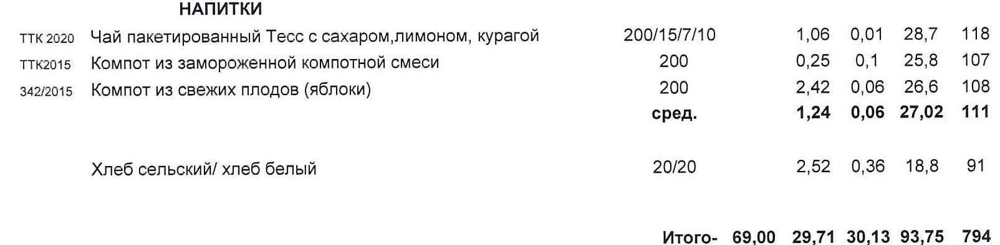 НАПИТКИ
ТТК 2020 Чай пакетированный Тесс с сахаром,лимоном, курагой 200/15/7/10 1,06 0,01 28,7 118
ТТК2015 Компот из замороженной компотной смеси 200 0,25 0,1 25,8 107
342/2015 Компот из свежих плодов (яблоки) 200 2,42 0,06 26,6 108
сред. 1,24 0,06 27,02 111
Хлеб сельский/ хлеб белый 20/20 2,52 0,36 18,8 91
Итого- 69,00 29,71 30,13 93,75 794